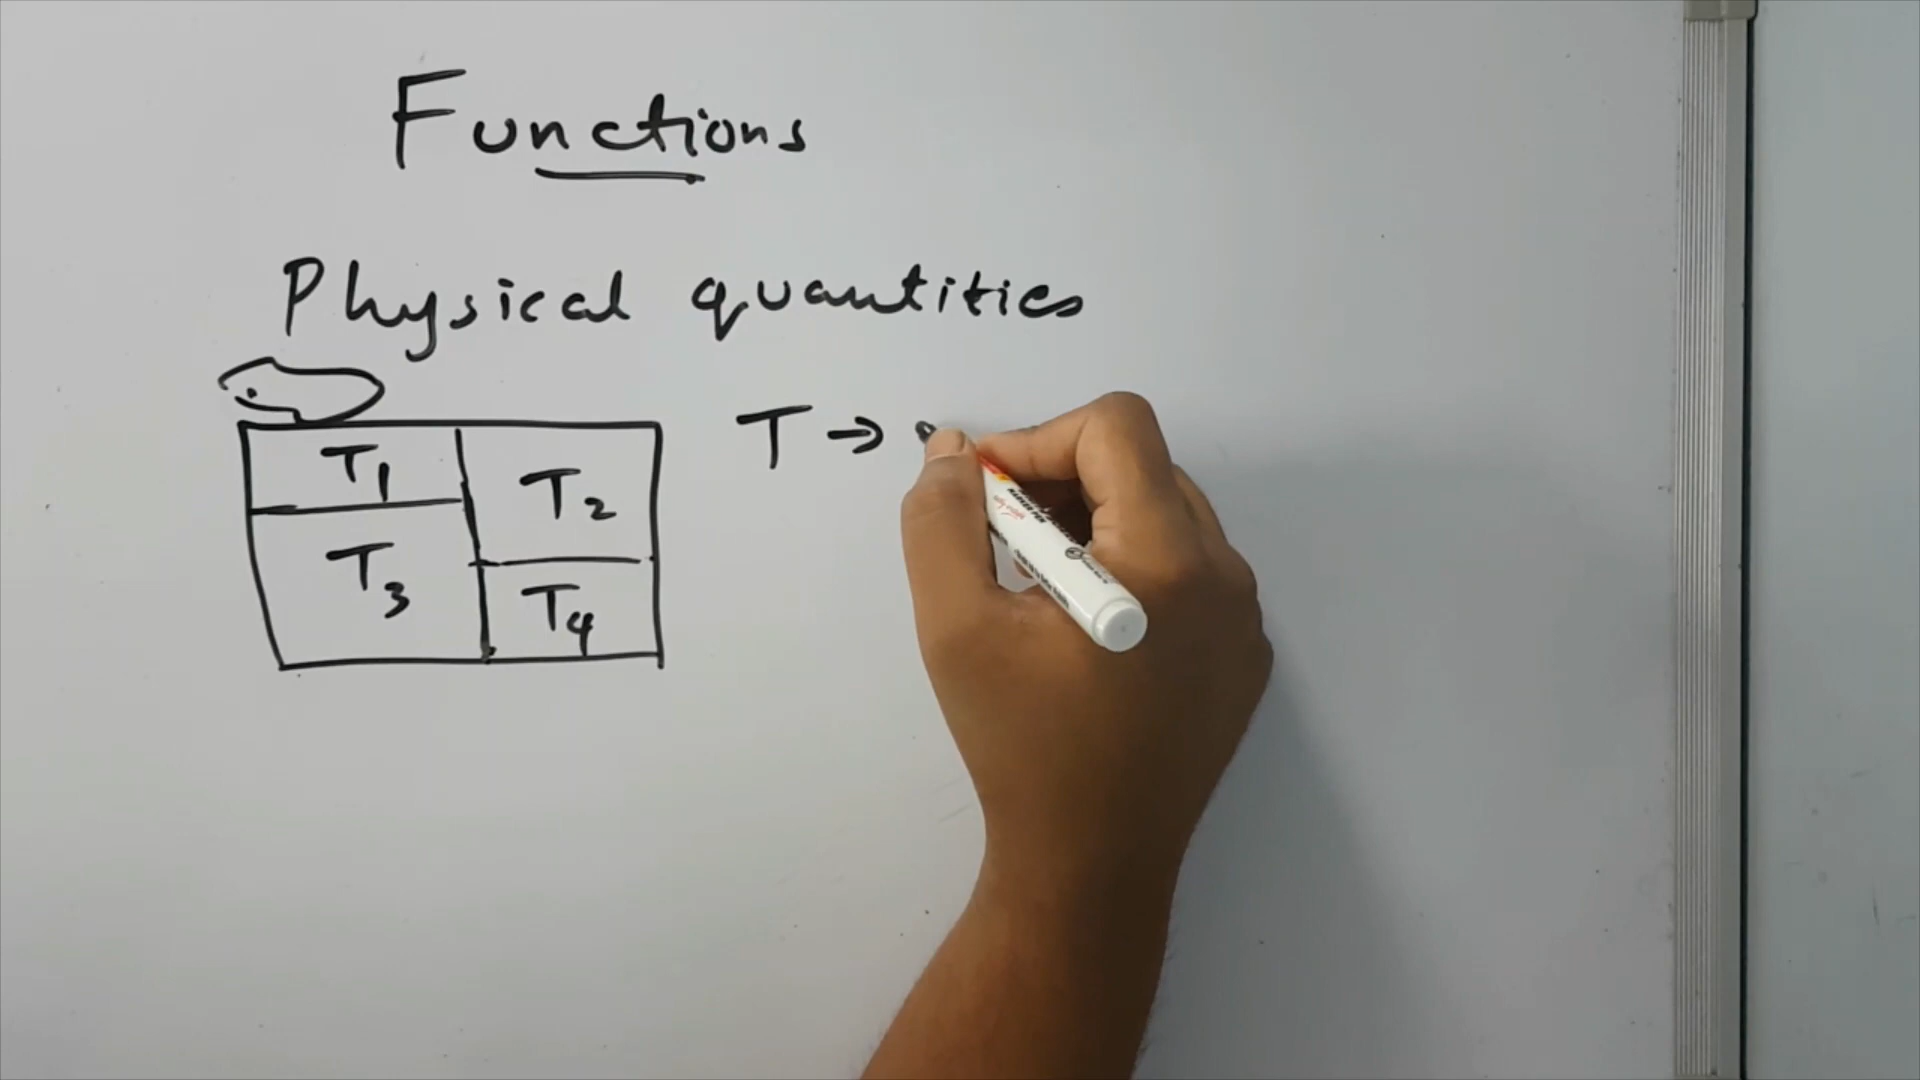 Functions
Physical quantities
T →
T1 T2
T3 T4